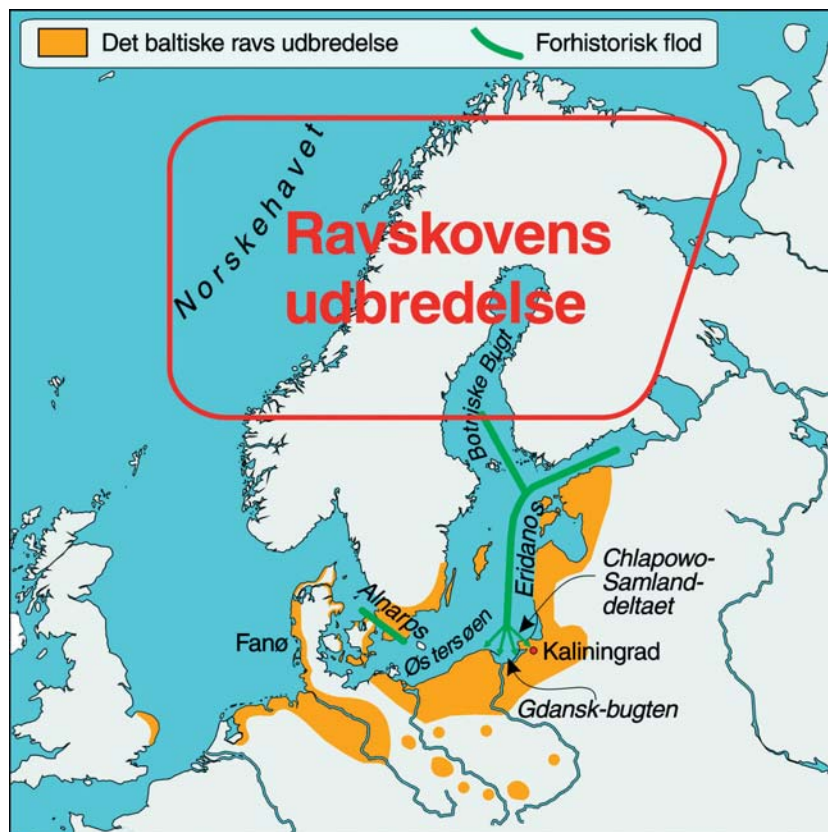 Det baltiske ravs udbredelse
Forhistorisk flod
Norskehavet
Ravskovens
udbredelse
Botniske Bugt
Eridanos
Chlapowo-
Samland-
deltaet
Alnarps
Østersøen
Fanø
Kaliningrad
Gdansk-bugten